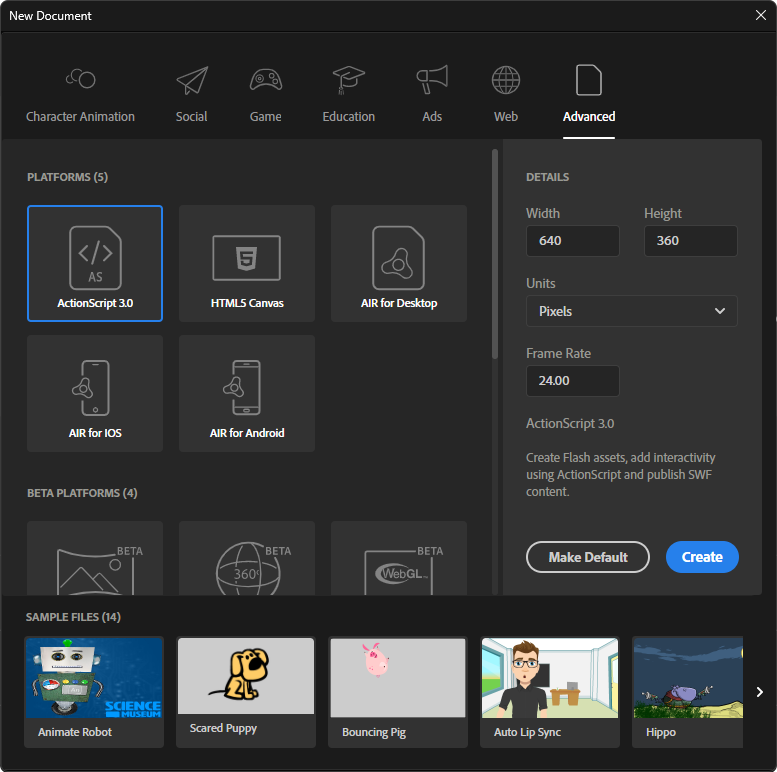 New Document
Character Animation
Social
Game
Education
Ads
Web
Advanced
PLATFORMS (5)
AS
ActionScript 3.0
5
HTML5 Canvas
AIR for Desktop
AIR for IOS
AIR for Android
BETA PLATFORMS (4)
BETA
BETA
360°
BETA
WebGL™
DETAILS
Width
Height
640
360
Units
Pixels
Frame Rate
24.00
ActionScript 3.0
Create Flash assets, add interactivity
using ActionScript and publish SWF
content.
Make Default
Create
SAMPLE FILES (14)
SCIENCE
MUSEUM
Animate Robot
Scared Puppy
Bouncing Pig
Auto Lip Sync
Hippo